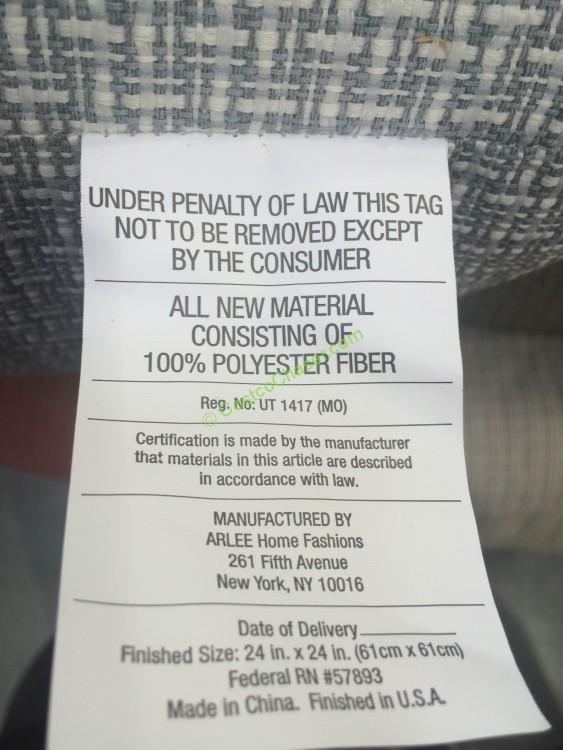 UNDER PENALTY OF LAW THIS TAG
NOT TO BE REMOVED EXCEPT
BY THE CONSUMER
ALL NEW MATERIAL
CONSISTING OF
100% POLYESTER FIBER
© CostcoChaser.com
Reg. No: UT 1417 (MO)
Certification is made by the manufacturer
that materials in this article are described
in accordance with law.
MANUFACTURED BY
ARLEE Home Fashions
261 Fifth Avenue
New York, NY 10016
Date of Delivery
Finished Size: 24 in. x 24 in. (61cm x 61cm)
Federal RN #57893
Made in China. Finished in U.S.A.